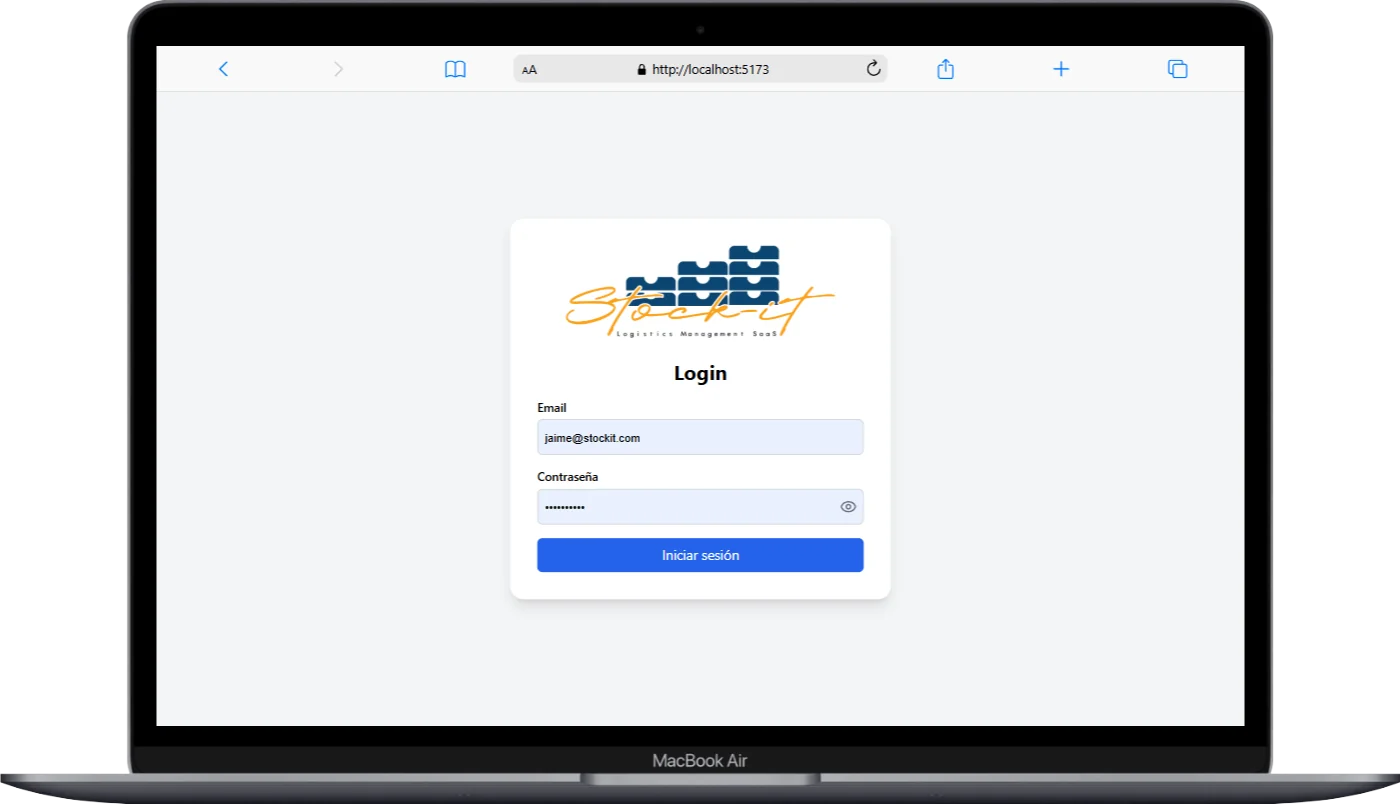 AA
http://localhost:5173
Stock-it
Logistics Management SaaS
Login
Email
jaime@stockit.com
Contraseña
••••••••••
Iniciar sesión
MacBook Air